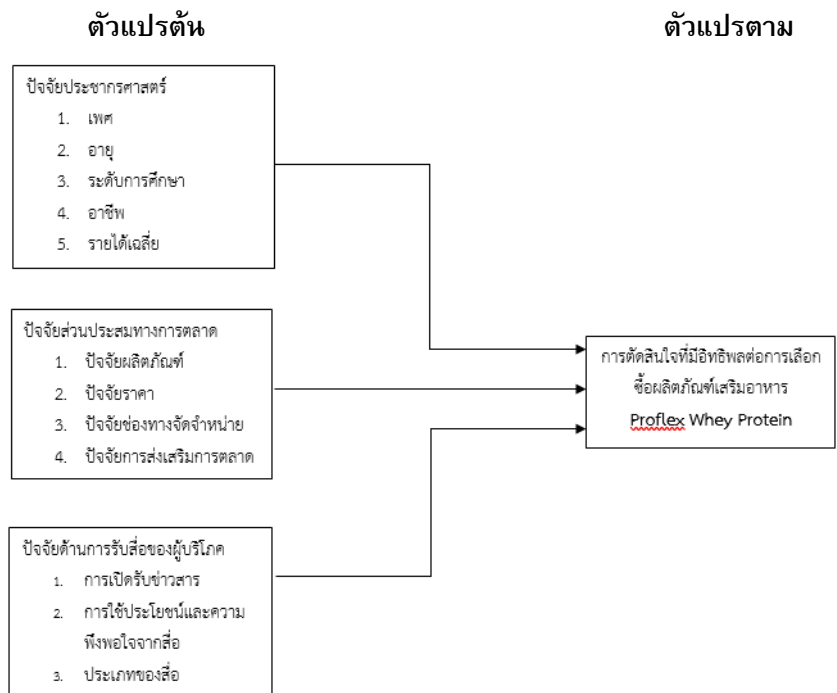 ตัวแปรต้น
ตัวแปรตาม
ปัจจัยประชากรศาสตร์
1. เพศ
2. อายุ
3. ระดับการศึกษา
4. อาชีพ
5. รายได้เฉลี่ย
ปัจจัยส่วนประสมทางการตลาด
1. ปัจจัยผลิตภัณฑ์
2. ปัจจัยราคา
3. ปัจจัยช่องทางจัดจำหน่าย
4. ปัจจัยการส่งเสริมการตลาด
การตัดสินใจที่มีอิทธิพลต่อการเลือก
ซื้อผลิตภัณฑ์เสริมอาหาร
Proflex Whey Protein
ปัจจัยด้านการรับสื่อของผู้บริโภค
1. การเปิดรับข่าวสาร
2. การใช้ประโยชน์และความ
พึงพอใจจากสื่อ
3. ประเภทของสื่อ